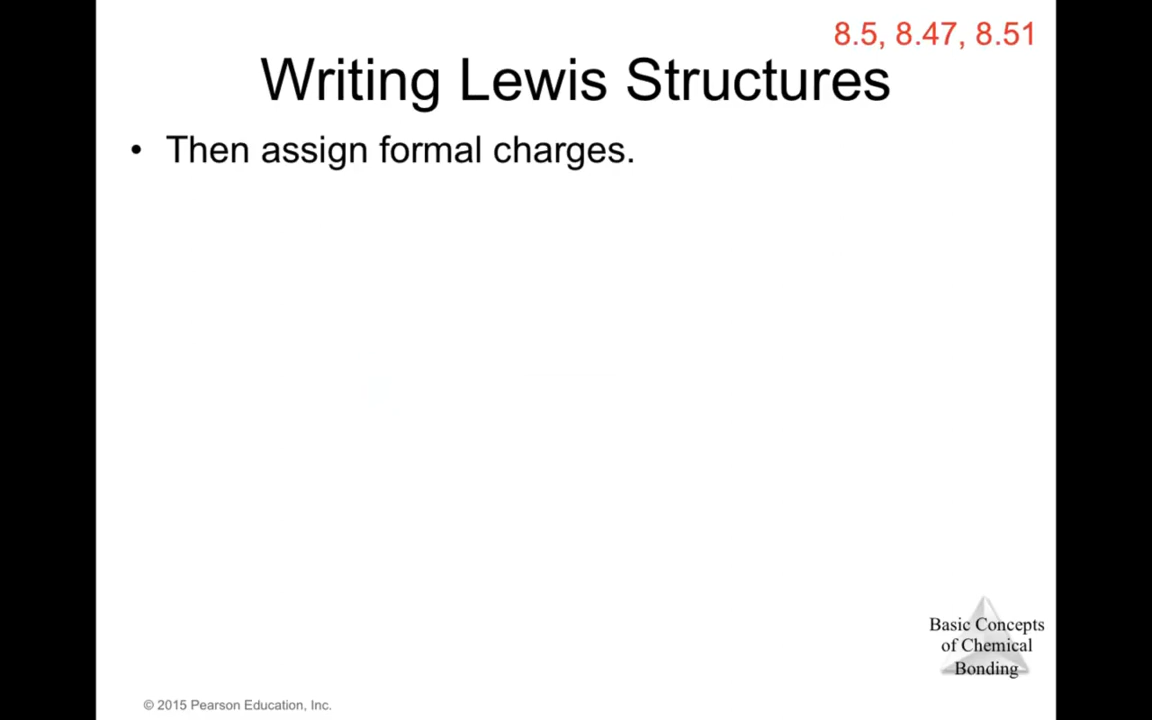 8.5, 8.47, 8.51
Writing Lewis Structures
• Then assign formal charges.
Basic Concepts
of Chemical
Bonding
© 2015 Pearson Education, Inc.